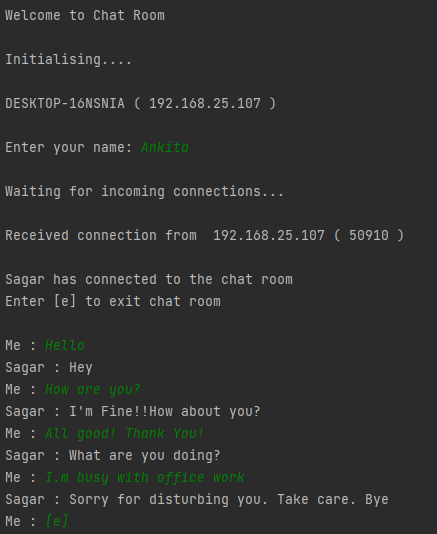 Welcome to Chat Room
Initialising....
DESKTOP-16NSNIA ( 192.168.25.107 )
Enter your name: Ankita
Waiting for incoming connections...
Received connection from  192.168.25.107 ( 50910 )
Sagar has connected to the chat room
Enter [e] to exit chat room
Me : Hello
Sagar : Hey
Me : How are you?
Sagar : I'm Fine!!How about you?
Me : All good! Thank You!
Sagar : What are you doing?
Me : I.m busy with office work
Sagar : Sorry for disturbing you. Take care. Bye
Me : [e]